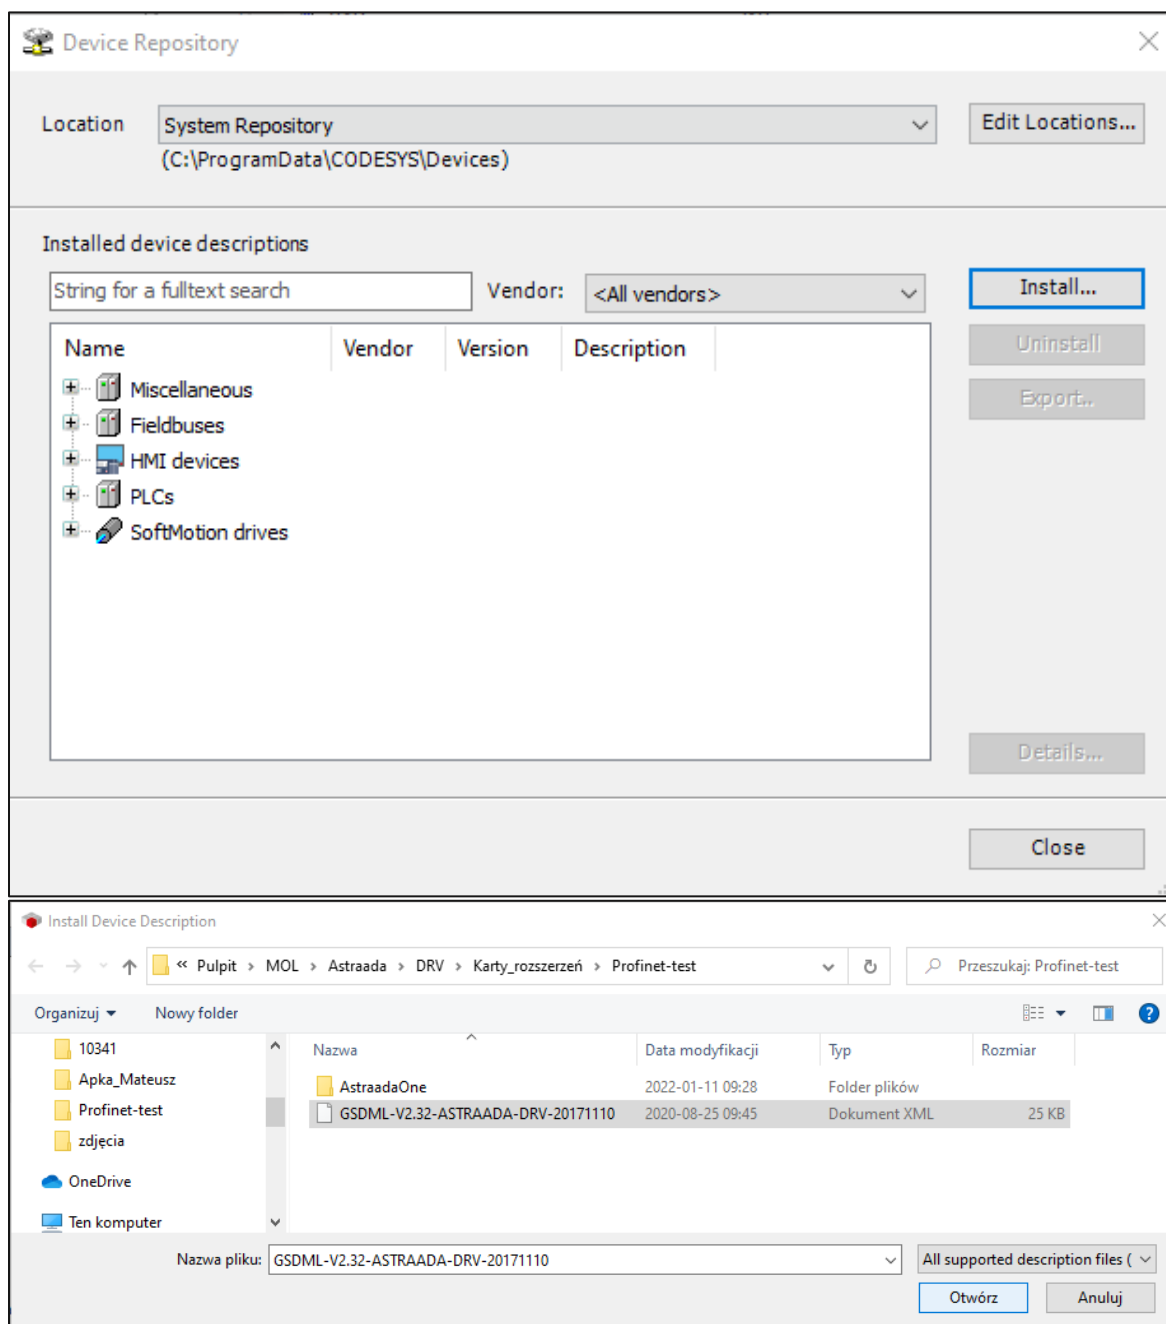 Device Repository
Location System Repository Edit Locations...
(C:\ProgramData\CODESYS\Devices)
Installed device descriptions
String for a fulltext search Vendor: <All vendors> Install...
Name Vendor Version Description Uninstall
Miscellaneous Export..
Fieldbuses
HMI devices
PLCs
SoftMotion drives
Details...
Close
Install Device Description
« Pulpit > MOL > Astraada > DRV > Karty_rozszerzeń > Profinet-test Przeszukaj: Profinet-test
Organizuj Nowy folder
10341 Nazwa Data modyfikacji Typ Rozmiar
Apka_Mateusz AstraadaOne 2022-01-11 09:28 Folder plików
Profinet-test GSDML-V2.32-ASTRAADA-DRV-20171110 2020-08-25 09:45 Dokument XML 25 KB
zdjęcia
OneDrive
Ten komputer
Nazwa pliku: GSDML-V2.32-ASTRAADA-DRV-20171110 All supported description files (
Otwórz Anuluj